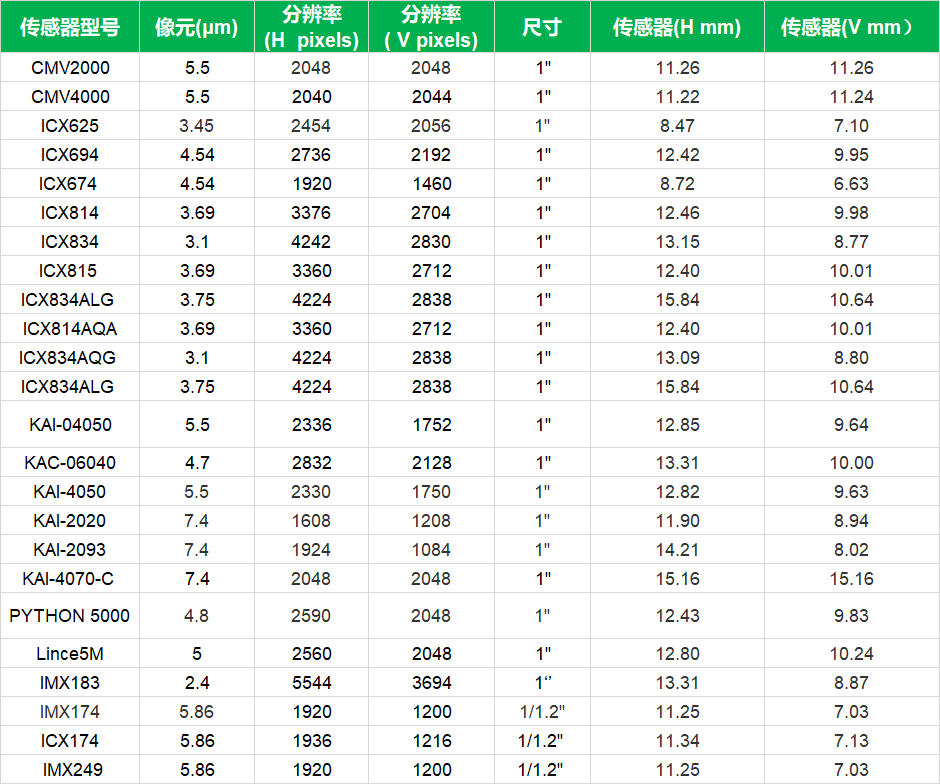 传感器型号 像元(μm) 分辨率 (H pixels) 分辨率 ( V pixels) 尺寸 传感器(H mm) 传感器(V mm）
CMV2000 5.5 2048 2048 1" 11.26 11.26
CMV4000 5.5 2040 2044 1" 11.22 11.24
ICX625 3.45 2454 2056 1" 8.47 7.10
ICX694 4.54 2736 2192 1" 12.42 9.95
ICX674 4.54 1920 1460 1" 8.72 6.63
ICX814 3.69 3376 2704 1" 12.46 9.98
ICX834 3.1 4242 2830 1" 13.15 8.77
ICX815 3.69 3360 2712 1" 12.40 10.01
ICX834ALG 3.75 4224 2838 1" 15.84 10.64
ICX814AQA 3.69 3360 2712 1" 12.40 10.01
ICX834AQG 3.1 4224 2838 1" 13.09 8.80
ICX834ALG 3.75 4224 2838 1" 15.84 10.64
KAI-04050 5.5 2336 1752 1" 12.85 9.64
KAC-06040 4.7 2832 2128 1" 13.31 10.00
KAI-4050 5.5 2330 1750 1" 12.82 9.63
KAI-2020 7.4 1608 1208 1" 11.90 8.94
KAI-2093 7.4 1924 1084 1" 14.21 8.02
KAI-4070-C 7.4 2048 2048 1" 15.16 15.16
PYTHON 5000 4.8 2590 2048 1" 12.43 9.83
Lince5M 5 2560 2048 1" 12.80 10.24
IMX183 2.4 5544 3694 1‘’ 13.31 8.87
IMX174 5.86 1920 1200 1/1.2" 11.25 7.03
ICX174 5.86 1936 1216 1/1.2" 11.34 7.13
IMX249 5.86 1920 1200 1/1.2" 11.25 7.03